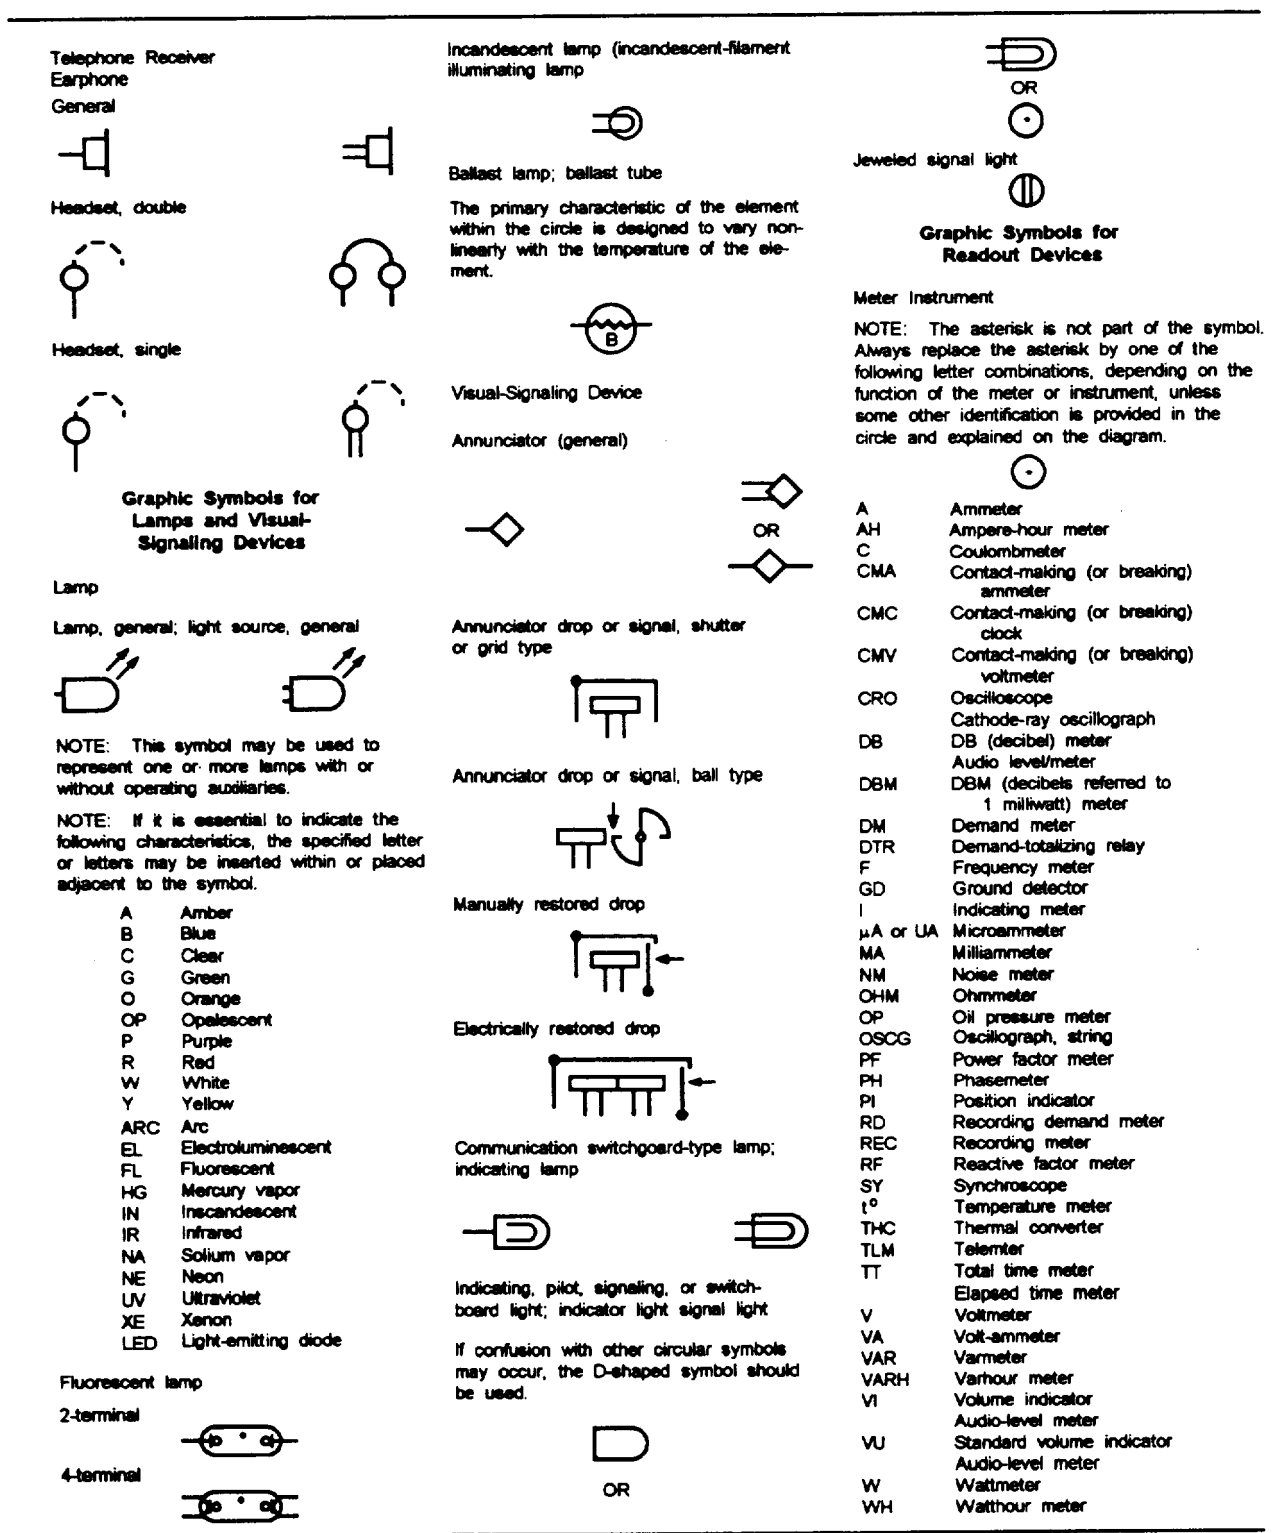 Telephone Receiver
Earphone
General
Headset, double
Headset, single
Graphic Symbols for
Lamps and Visual-
Signaling Devices
Lamp
Lamp, general; light source, general
NOTE: This symbol may be used to
represent one or more lamps with or
without operating auxiliaries.
NOTE: If it is essential to indicate the
following characteristics, the specified letter
or letters may be inserted within or placed
adjacent to the symbol.
A Amber
B Blue
C Clear
G Green
O Orange
OP Opalescent
P Purple
R Red
W White
Y Yellow
ARC Arc
EL Electroluminescent
FL Fluorescent
HG Mercury vapor
IN Inscandescent
IR Infrared
NA Solium vapor
NE Neon
UV Ultraviolet
XE Xenon
LED Light-emitting diode
Fluorescent lamp
2-terminal
4-terminal
Incandescent lamp (incandescent-filament
illuminating lamp
Ballast lamp; ballast tube
The primary characteristic of the element
within the circle is designed to vary non-
linearly with the temperature of the ele-
ment.
B
Visual-Signaling Device
Annunciator (general)
OR
Annunciator drop or signal, shutter
or grid type
Annunciator drop or signal, ball type
Manually restored drop
Electrically restored drop
Communication switchgoard-type lamp;
indicating lamp
Indicating, pilot, signaling, or switch-
board light; indicator light signal light
If confusion with other circular symbols
may occur, the D-shaped symbol should
be used.
OR
OR
Jeweled signal light
Graphic Symbols for
Readout Devices
Meter Instrument
NOTE: The asterisk is not part of the symbol.
Always replace the asterisk by one of the
following letter combinations, depending on the
function of the meter or instrument, unless
some other identification is provided in the
circle and explained on the diagram.
A Ammeter
AH Ampere-hour meter
C Coulombmeter
CMA Contact-making (or breaking)
ammeter
CMC Contact-making (or breaking)
clock
CMV Contact-making (or breaking)
voltmeter
CRO Oscilloscope
Cathode-ray oscillograph
DB DB (decibel) meter
Audio level/meter
DBM DBM (decibels referred to
1 milliwatt) meter
DM Demand meter
DTR Demand-totalizing relay
F Frequency meter
GD Ground detector
I Indicating meter
μA or UA Microammeter
MA Milliammeter
NM Noise meter
OHM Ohmmeter
OP Oil pressure meter
OSCG Oscillograph, string
PF Power factor meter
PH Phasemeter
PI Position indicator
RD Recording demand meter
REC Recording meter
RF Reactive factor meter
SY Synchroscope
t° Temperature meter
THC Thermal converter
TLM Telemter
TT Total time meter
Elapsed time meter
V Voltmeter
VA Volt-ammeter
VAR Varmeter
VARH Varhour meter
VI Volume indicator
Audio-level meter
VU Standard volume indicator
Audio-level meter
W Wattmeter
WH Watthour meter